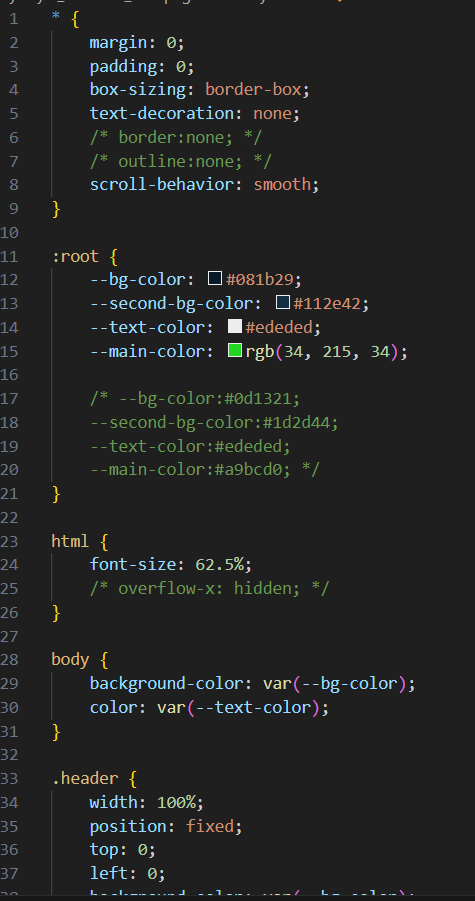 1 * {
2 margin: 0;
3 padding: 0;
4 box-sizing: border-box;
5 text-decoration: none;
6 /* border:none; */
7 /* outline:none; */
8 scroll-behavior: smooth;
9 }
10
11 :root {
12 --bg-color: #081b29;
13 --second-bg-color: #112e42;
14 --text-color: #ededed;
15 --main-color: rgb(34, 215, 34);
16
17 /* --bg-color:#0d1321;
18 --second-bg-color:#1d2d44;
19 --text-color:#ededed;
20 --main-color:#a9bcd0; */
21 }
22
23 html {
24 font-size: 62.5%;
25 /* overflow-x: hidden; */
26 }
27
28 body {
29 background-color: var(--bg-color);
30 color: var(--text-color);
31 }
32
33 .header {
34 width: 100%;
35 position: fixed;
36 top: 0;
37 left: 0;
38 background-color: var(--bg-color);